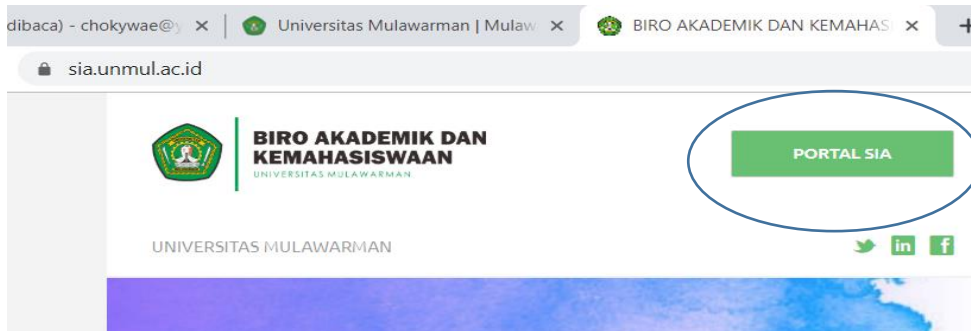 dibaca) - chokywae@y
Universitas Mulawarman | Mulaw
BIRO AKADEMIK DAN KEMAHAS
sia.unmul.ac.id
BIRO AKADEMIK DAN
KEMAHASISWAAN
UNIVERSITAS MULAWARMAN
PORTAL SIA
UNIVERSITAS MULAWARMAN